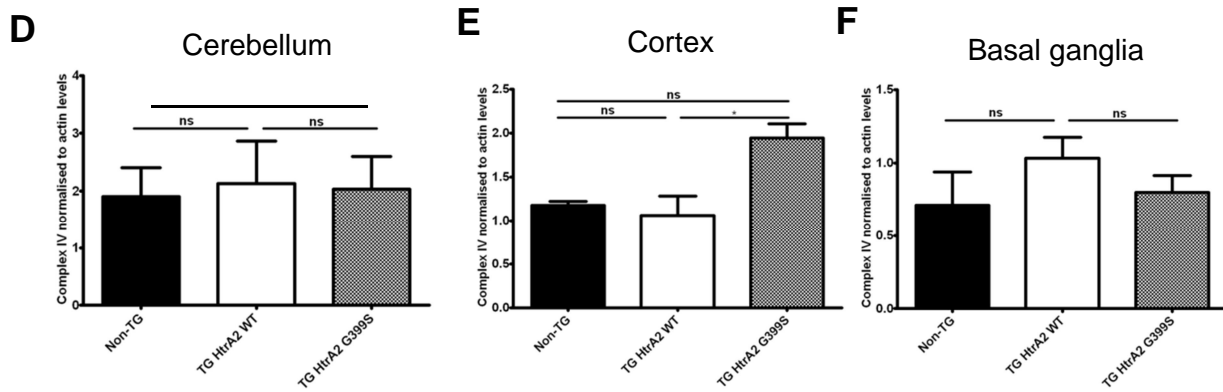 D
Cerebellum
Complex IV normalised to actin levels
4
3
2
1
0
ns
ns
Non-TG
TG HtrA2 WT
TG HtrA2 G399S
E
Cortex
Complex IV normalised to actin levels
2.5
2.0
1.5
1.0
0.5
0.0
ns
ns
*
Non-TG
TG HtrA2 WT
TG HtrA2 G399S
F
Basal ganglia
Complex IV normalised to actin levels
1.5
1.0
0.5
0.0
ns
ns
Non-TG
TG HtrA2 WT
TG HtrA2 G399S